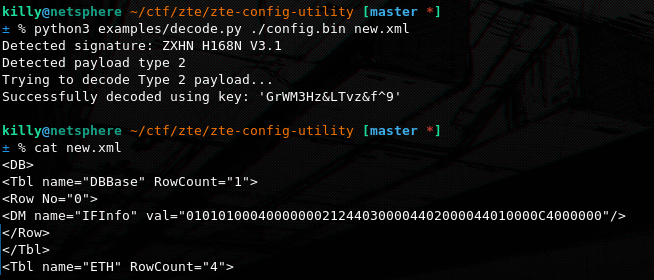 killy@netsphere ~/ctf/zte/zte-config-utility [master *]
± % python3 examples/decode.py ./config.bin new.xml
Detected signature: ZXHN H168N V3.1
Detected payload type 2
Trying to decode Type 2 payload...
Successfully decoded using key: 'GrWM3Hz&LTvz&f^9'

killy@netsphere ~/ctf/zte/zte-config-utility [master *]
± % cat new.xml
<DB>
<Tbl name="DBBase" RowCount="1">
<Row No="0">
<DM name="IFInfo" val="01010100040000000212440300004402000044010000C4000000"/>
</Row>
</Tbl>
<Tbl name="ETH" RowCount="4">